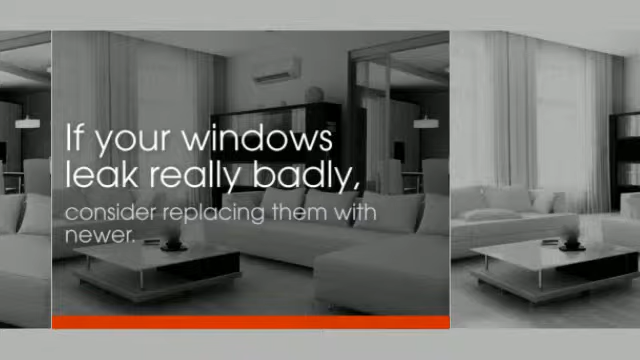 If your windows
leak really badly,
consider replacing them with
newer.